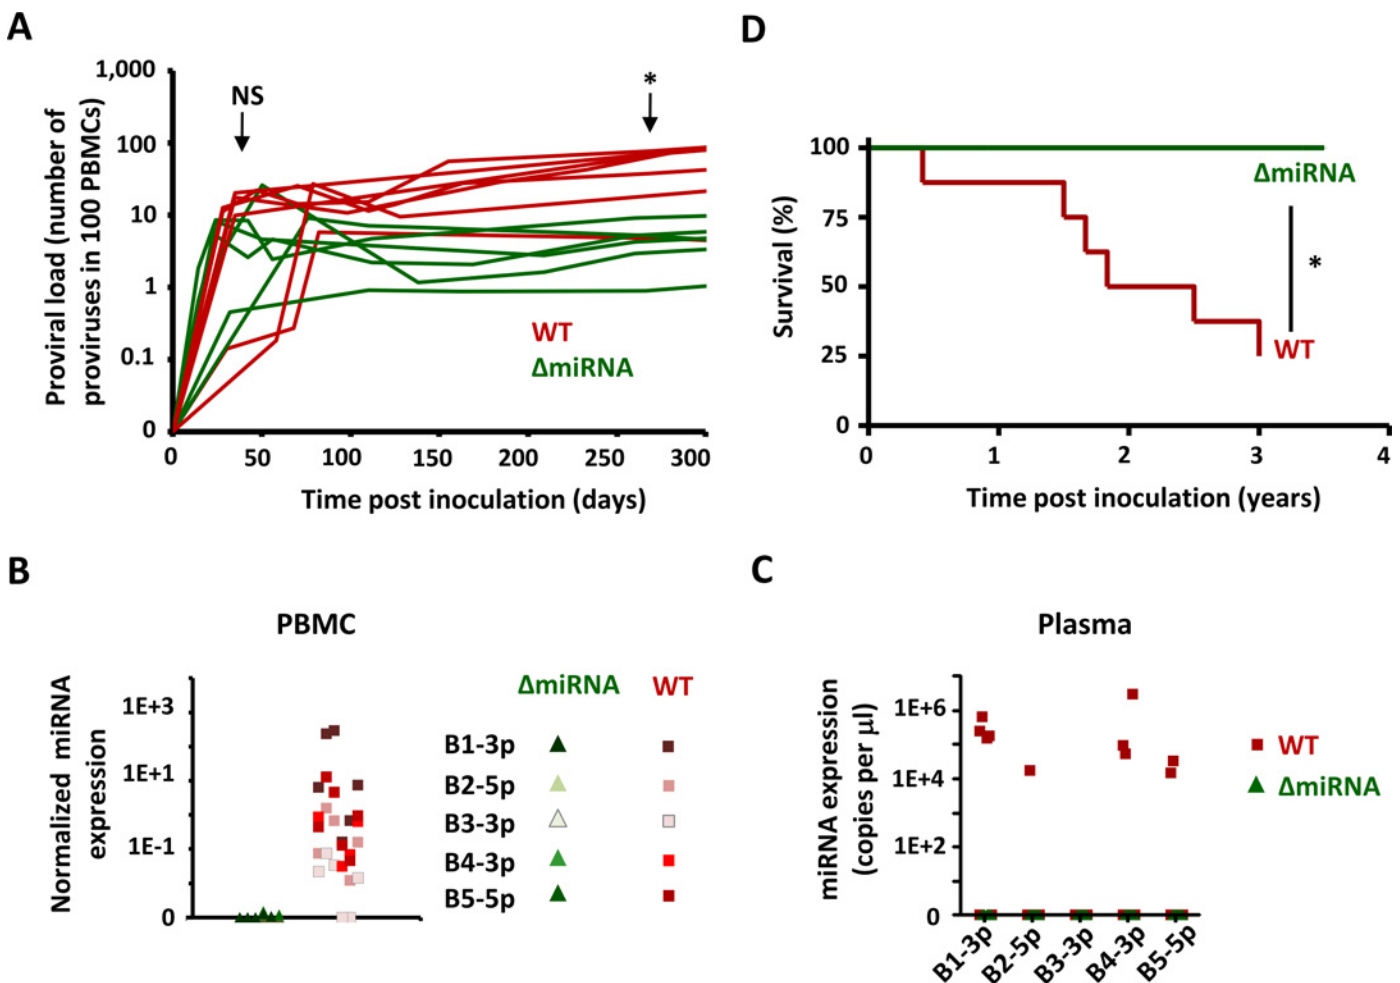 A
Proviral load (number of
proviruses in 100 PBMCs)
1,000
100
10
1
0.1
0
NS
*
WT
ΔmiRNA
0 50 100 150 200 250 300
Time post inoculation (days)
D
Survival (%)
100
75
50
25
0
ΔmiRNA
*
WT
0 1 2 3 4
Time post inoculation (years)
B
PBMC
Normalized miRNA
expression
1E+3
1E+1
1E-1
0
ΔmiRNA WT
B1-3p
B2-5p
B3-3p
B4-3p
B5-5p
C
Plasma
miRNA expression
(copies per µl)
1E+6
1E+4
1E+2
0
WT
ΔmiRNA
B1-3p B2-5p B3-3p B4-3p B5-5p